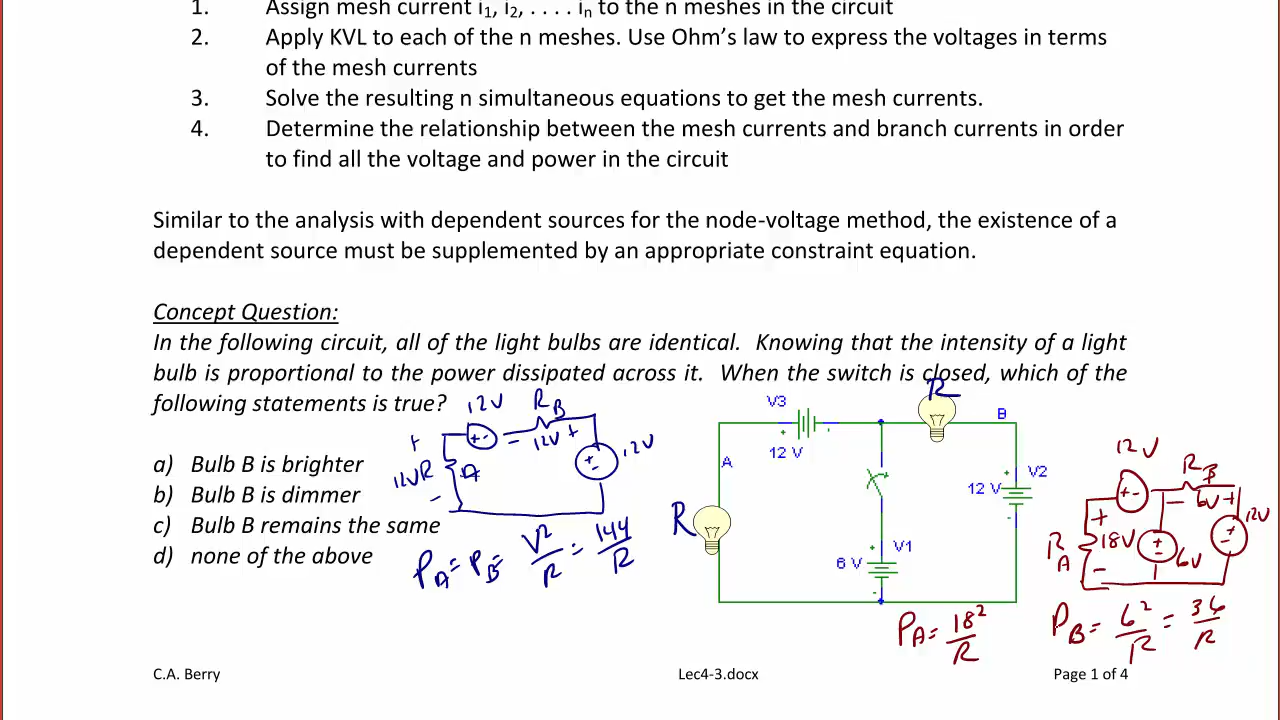 1. Assign mesh current i1, i2, . . . . in to the n meshes in the circuit
2. Apply KVL to each of the n meshes. Use Ohm's law to express the voltages in terms
of the mesh currents
3. Solve the resulting n simultaneous equations to get the mesh currents.
4. Determine the relationship between the mesh currents and branch currents in order
to find all the voltage and power in the circuit
Similar to the analysis with dependent sources for the node-voltage method, the existence of a
dependent source must be supplemented by an appropriate constraint equation.
Concept Question:
In the following circuit, all of the light bulbs are identical. Knowing that the intensity of a light
bulb is proportional to the power dissipated across it. When the switch is closed, which of the
following statements is true?
a) Bulb B is brighter
b) Bulb B is dimmer
c) Bulb B remains the same
d) none of the above
12V
RB
+
+-
-
12V
+
+
-
12V
12V
RA
-
PA = PB = V²/R = 144/R
R
V3
+
-
12 V
A
B
R
+
V2
12 V
-
+
V1
6 V
-
12V
RB
+-
-
6V
+
+
18V
-
RA
+
-
6V
+
-
12V
PA = 18²/R
PB = 6²/R = 36/R
C.A. Berry
Lec4-3.docx
Page 1 of 4